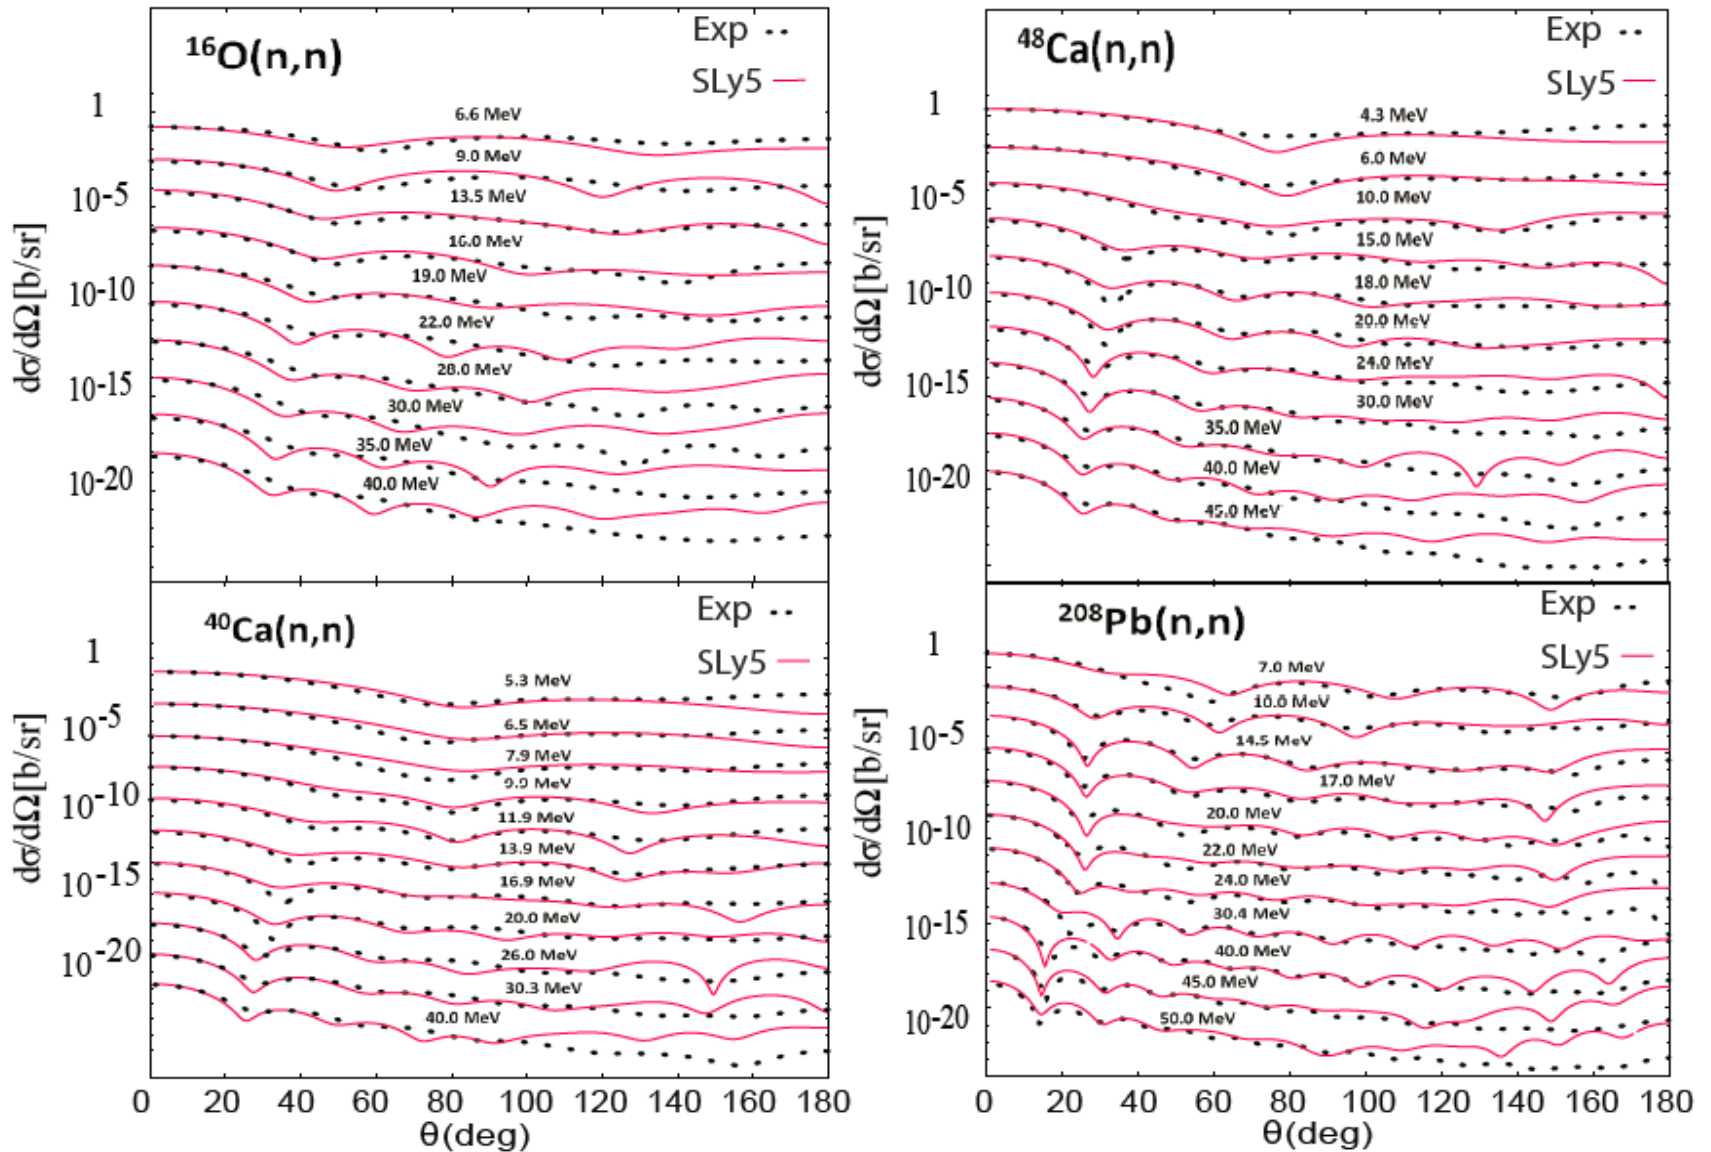 ¹⁶O(n,n)
Exp
SLy5
1
10⁻⁵
10⁻¹⁰
10⁻¹⁵
10⁻²⁰
dσ/dΩ[b/sr]
6.6 MeV
9.0 MeV
13.5 MeV
16.0 MeV
19.0 MeV
22.0 MeV
28.0 MeV
30.0 MeV
35.0 MeV
40.0 MeV
⁴⁸Ca(n,n)
Exp
SLy5
1
10⁻⁵
10⁻¹⁰
10⁻¹⁵
10⁻²⁰
dσ/dΩ[b/sr]
4.3 MeV
6.0 MeV
10.0 MeV
15.0 MeV
18.0 MeV
20.0 MeV
24.0 MeV
30.0 MeV
35.0 MeV
40.0 MeV
45.0 MeV
⁴⁰Ca(n,n)
Exp
SLy5
1
10⁻⁵
10⁻¹⁰
10⁻¹⁵
10⁻²⁰
dσ/dΩ[b/sr]
5.3 MeV
6.5 MeV
7.9 MeV
9.9 MeV
11.9 MeV
13.9 MeV
16.9 MeV
20.0 MeV
26.0 MeV
30.3 MeV
40.0 MeV
0 20 40 60 80 100 120 140 160 180
θ(deg)
²⁰⁸Pb(n,n)
Exp
SLy5
1
10⁻⁵
10⁻¹⁰
10⁻¹⁵
10⁻²⁰
dσ/dΩ[b/sr]
7.0 MeV
10.0 MeV
14.5 MeV
17.0 MeV
20.0 MeV
22.0 MeV
24.0 MeV
30.4 MeV
40.0 MeV
45.0 MeV
50.0 MeV
0 20 40 60 80 100 120 140 160 180
θ(deg)